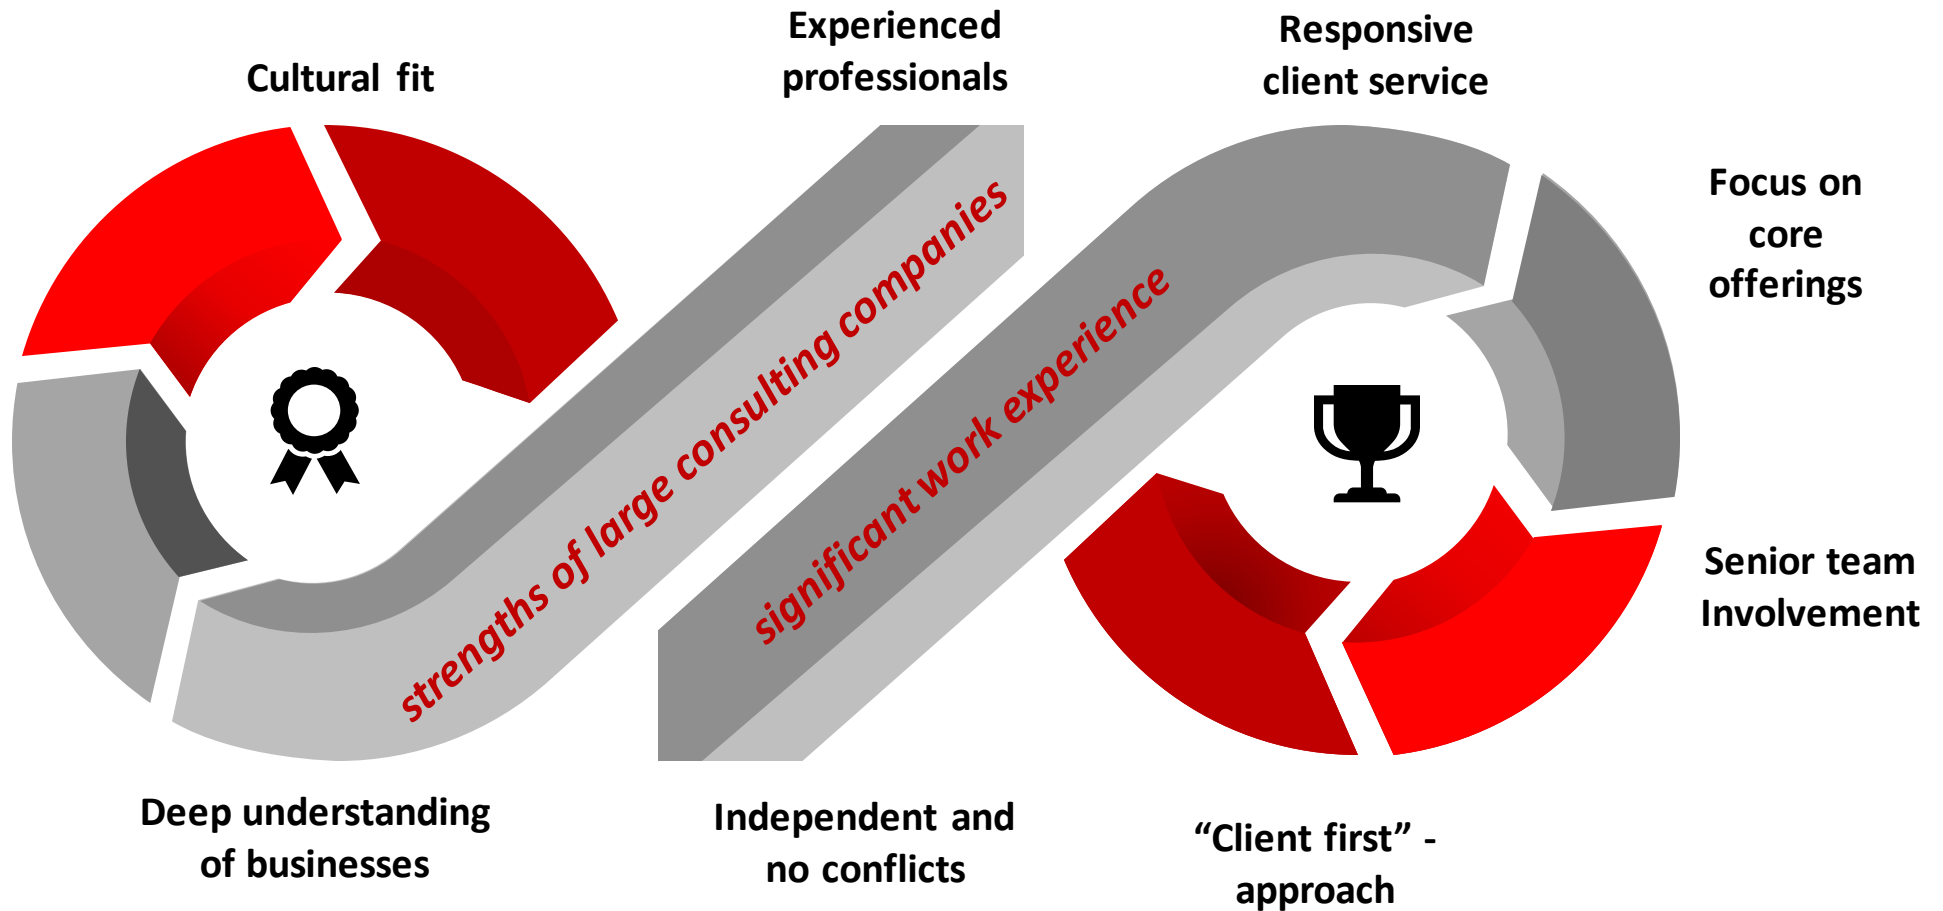 Cultural fit
Experienced
professionals
Responsive
client service
Focus on
core
offerings
strengths of large consulting companies
significant work experience
Senior team
Involvement
Deep understanding
of businesses
Independent and
no conflicts
“Client first” -
approach